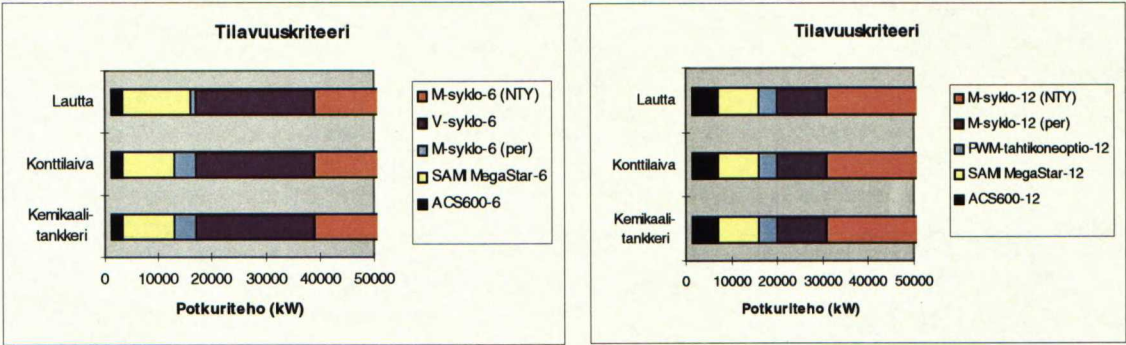 Tilavuuskriteeri
Lautta
Konttilaiva
Kemikaali-
tankkeri
0 10000 20000 30000 40000 50000
Potkuriteho (kW)
M-syklo-6 (NTY)
V-syklo-6
M-syklo-6 (per)
SAMI MegaStar-6
ACS600-6
Tilavuuskriteeri
Lautta
Konttilaiva
Kemikaali-
tankkeri
0 10000 20000 30000 40000 50000
Potkuriteho (kW)
M-syklo-12 (NTY)
M-syklo-12 (per)
PWM-tahtikoneoptio-12
SAMI MegaStar-12
ACS600-12